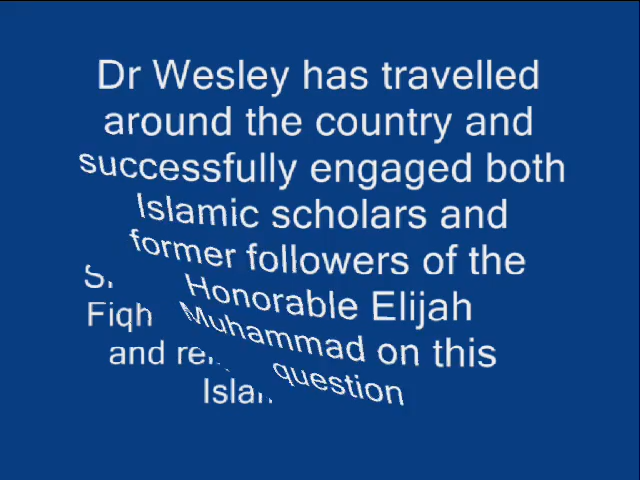 Dr Wesley has travelled
around the country and
successfully engaged both
Islamic scholars and
former followers of the
Honorable Elijah
Muhammad on this
question
Fiqh
and